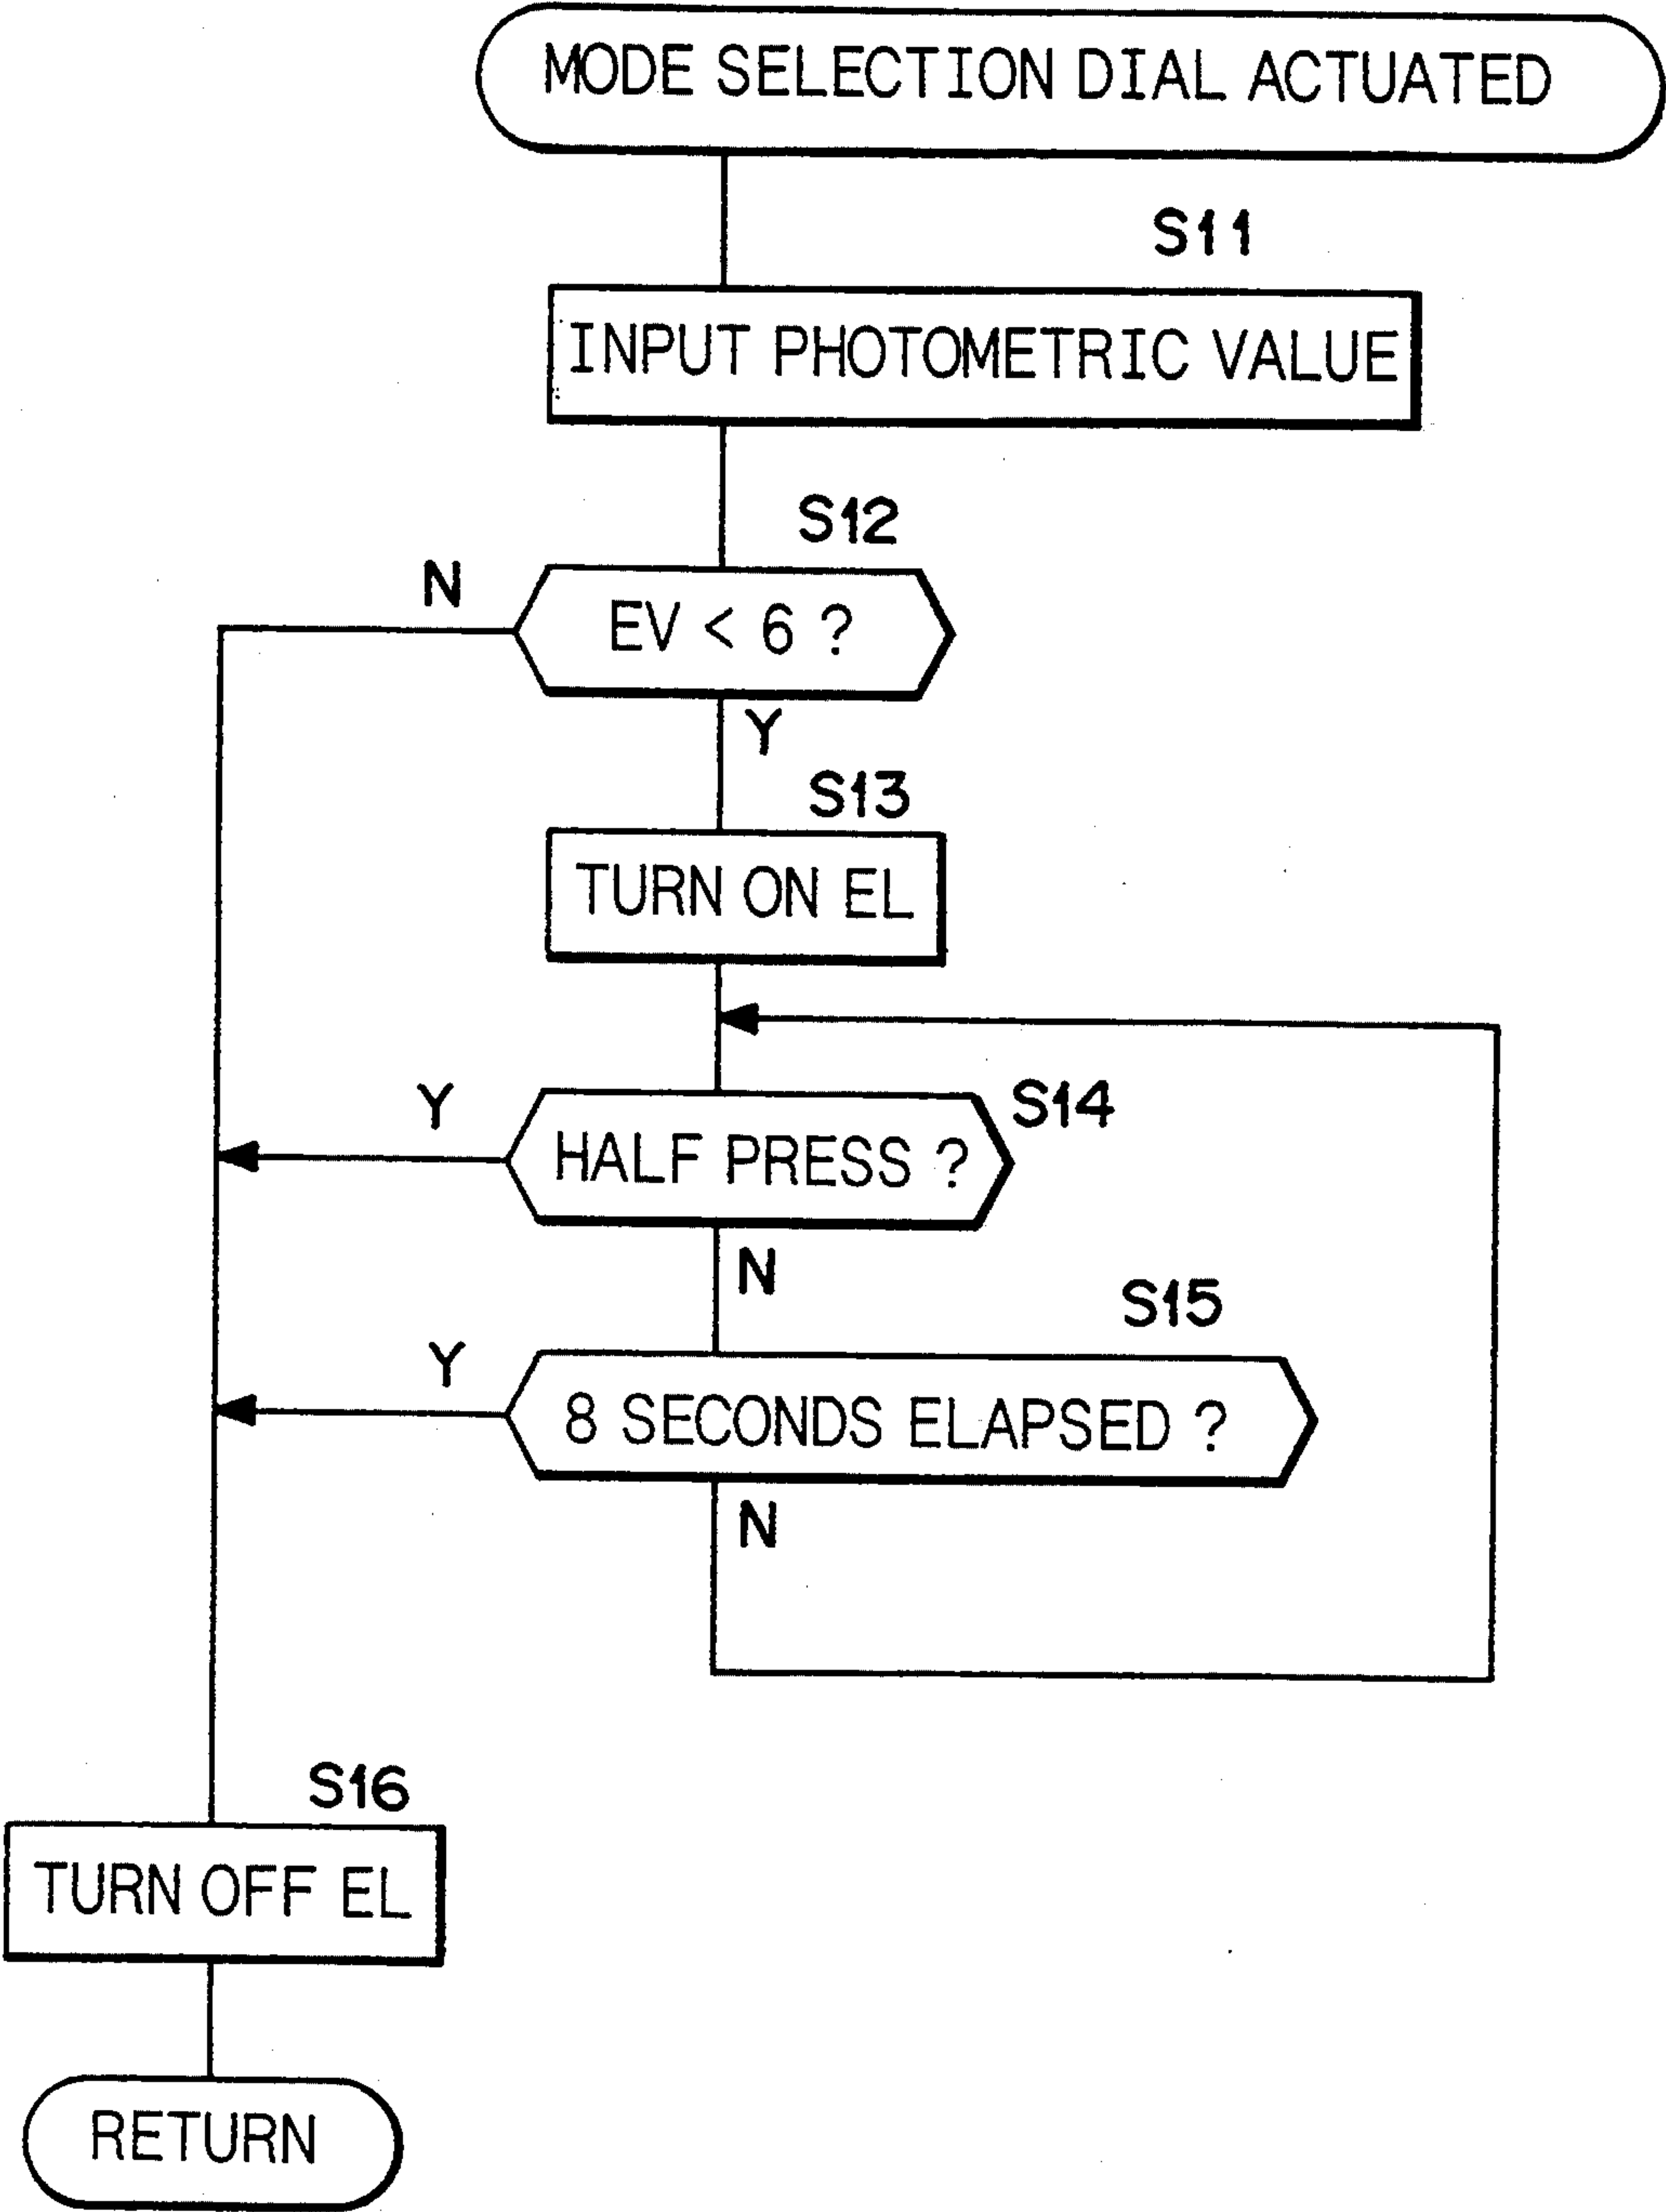 MODE SELECTION DIAL ACTUATED
S11
INPUT PHOTOMETRIC VALUE
S12
N
EV < 6 ?
Y
S13
TURN ON EL
Y
S14
HALF PRESS ?
N
S15
Y
8 SECONDS ELAPSED ?
N
S16
TURN OFF EL
RETURN